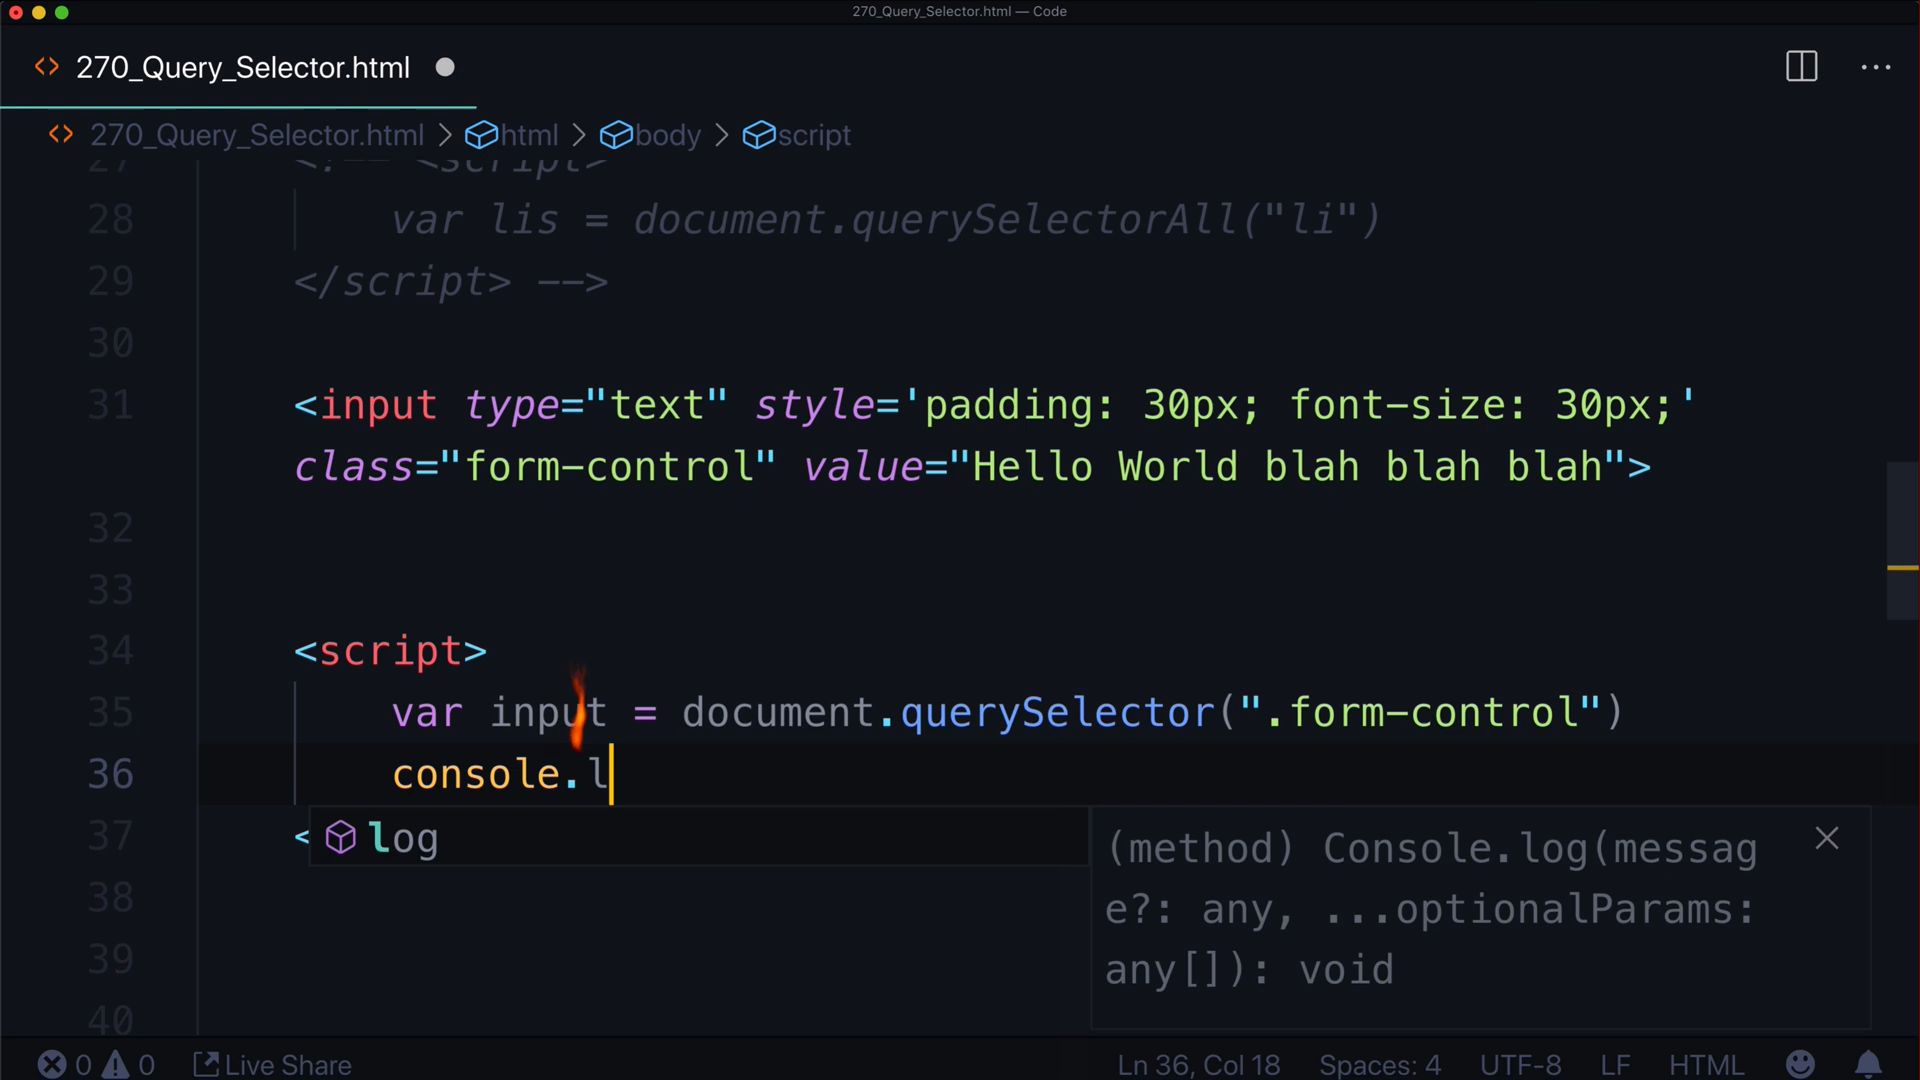 270_Query_Selector.html — Code
270_Query_Selector.html
270_Query_Selector.html > html > body > script
27 <!-- <script>
28 var lis = document.querySelectorAll("li")
29 </script> -->
30
31 <input type="text" style='padding: 30px; font-size: 30px;'
class="form-control" value="Hello World blah blah blah">
32
33
34 <script>
35 var input = document.querySelector(".form-control")
36 console.l
37 <
log
(method) Console.log(messag
e?: any, ...optionalParams:
any[]): void
38
39
40
0 0 Live Share Ln 36, Col 18 Spaces: 4 UTF-8 LF HTML